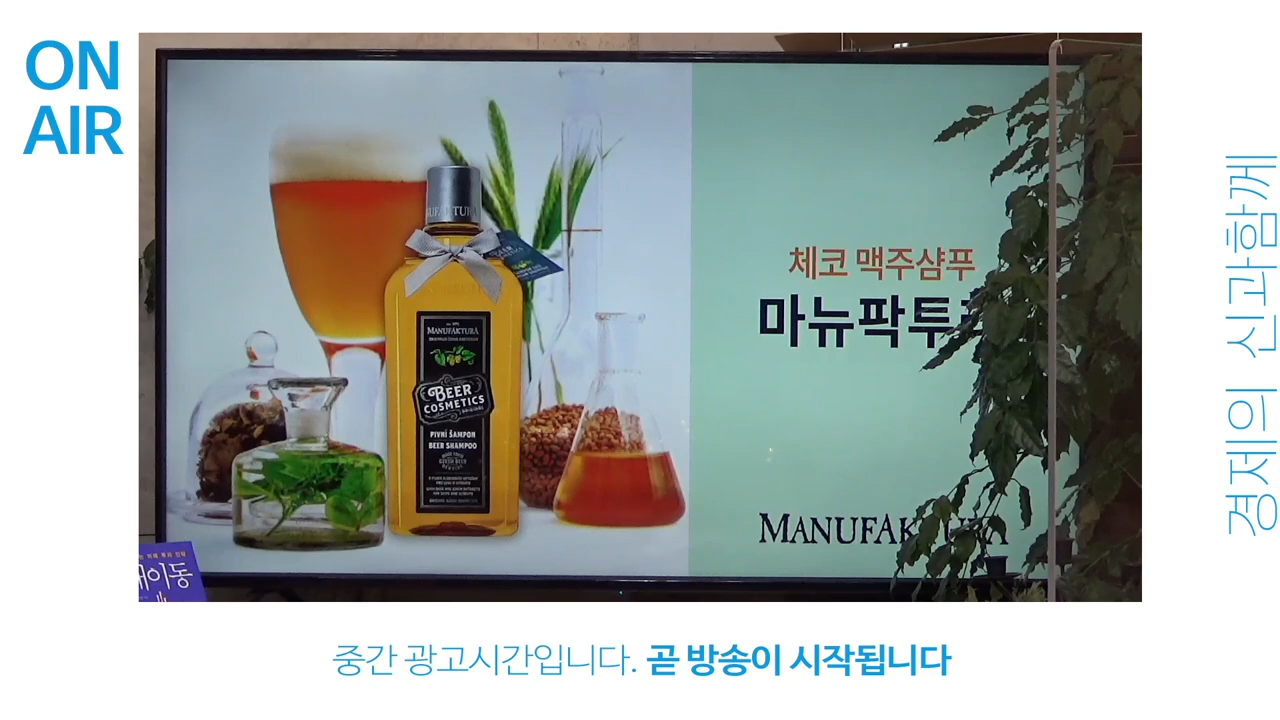 ON
AIR
체코 맥주샴푸
마뉴팍투
MANUFAKTURA
MANUFAKTURA
BEER
COSMETICS
ORIGINAL
PIVNÍ ŠAMPON
BEER SHAMPOO
경제의 신과함께
중간 광고시간입니다. 곧 방송이 시작됩니다